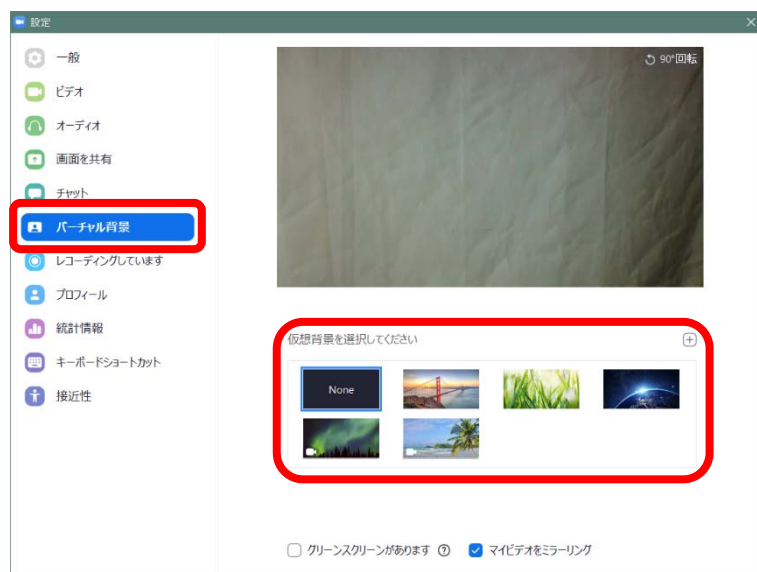 設定
一般
ビデオ
オーディオ
画面を共有
チャット
バーチャル背景
レコーディングしています
プロフィール
統計情報
キーボードショートカット
接近性
90°回転
仮想背景を選択してください
None
グリーンスクリーンがあります
マイビデオをミラーリング